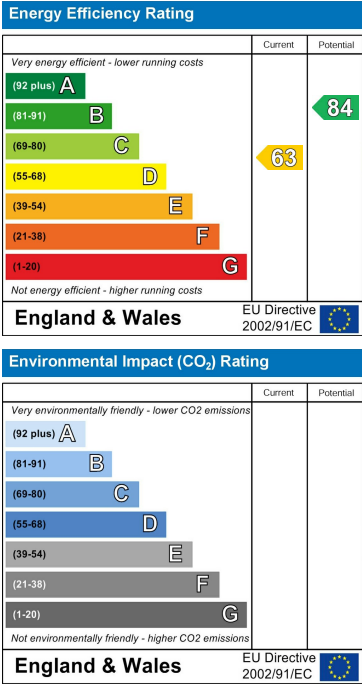 Energy Efficiency Rating
Current Potential
Very energy efficient - lower running costs
(92 plus) A
(81-91) B
84
(69-80) C
63
(55-68) D
(39-54) E
(21-38) F
(1-20) G
Not energy efficient - higher running costs
England & Wales
EU Directive
2002/91/EC
Environmental Impact (CO₂) Rating
Current Potential
Very environmentally friendly - lower CO2 emissions
(92 plus) A
(81-91) B
(69-80) C
(55-68) D
(39-54) E
(21-38) F
(1-20) G
Not environmentally friendly - higher CO2 emissions
England & Wales
EU Directive
2002/91/EC